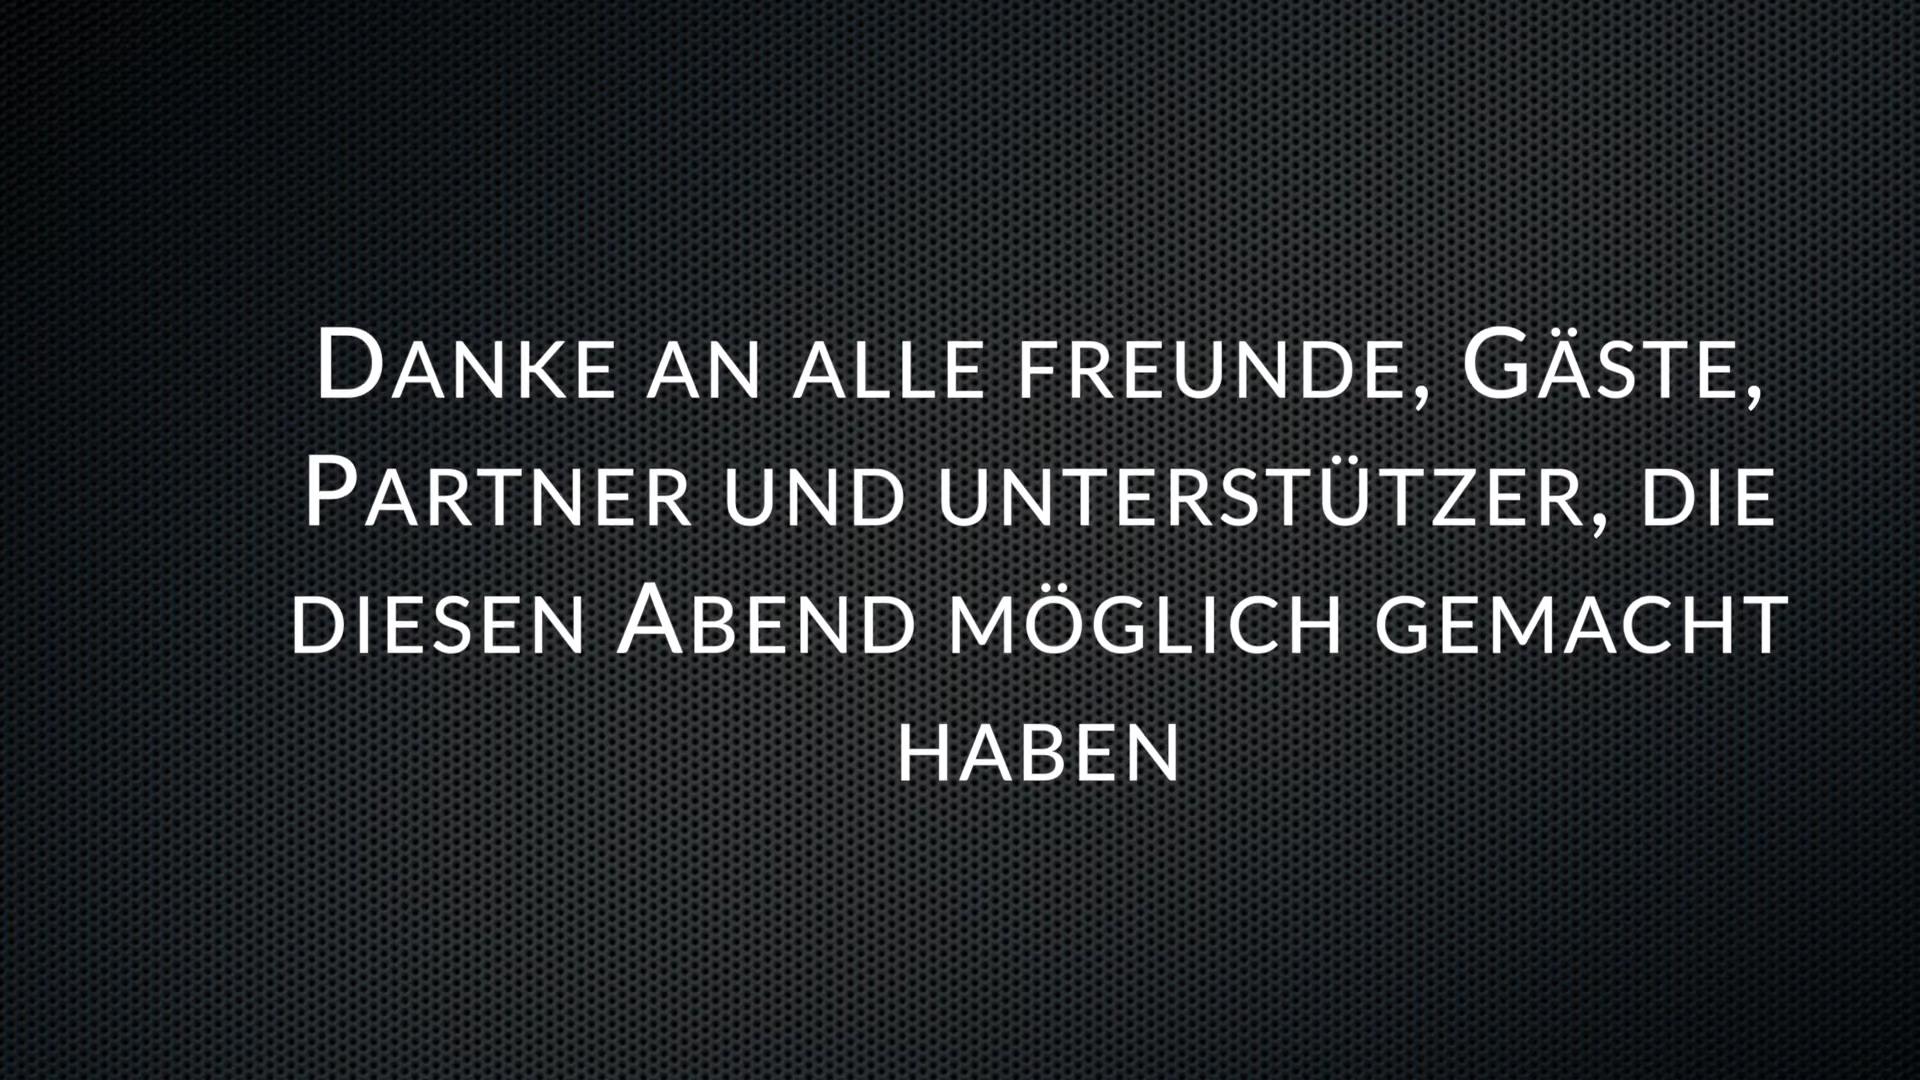 Danke an alle freunde, Gäste,
Partner und unterstützer, die
diesen Abend möglich gemacht
haben